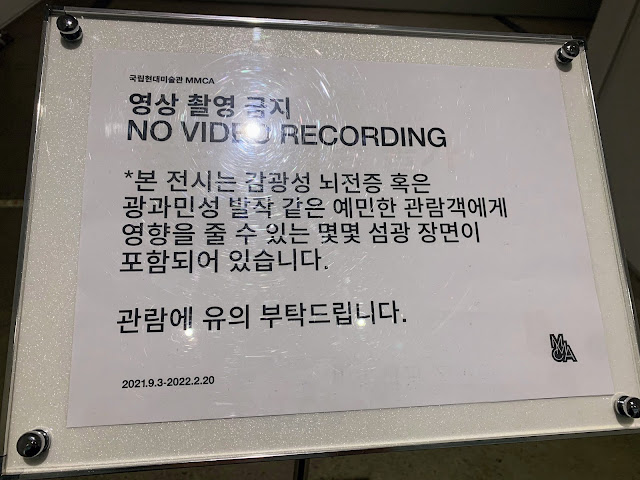 국립현대미술관 MMCA
영상 촬영 금지
NO VIDEO RECORDING
*본 전시는 감광성 뇌전증 혹은
광과민성 발작 같은 예민한 관람객에게
영향을 줄 수 있는 몇몇 섬광 장면이
포함되어 있습니다.
관람에 유의 부탁드립니다.
MMCA
2021.9.3-2022.2.20